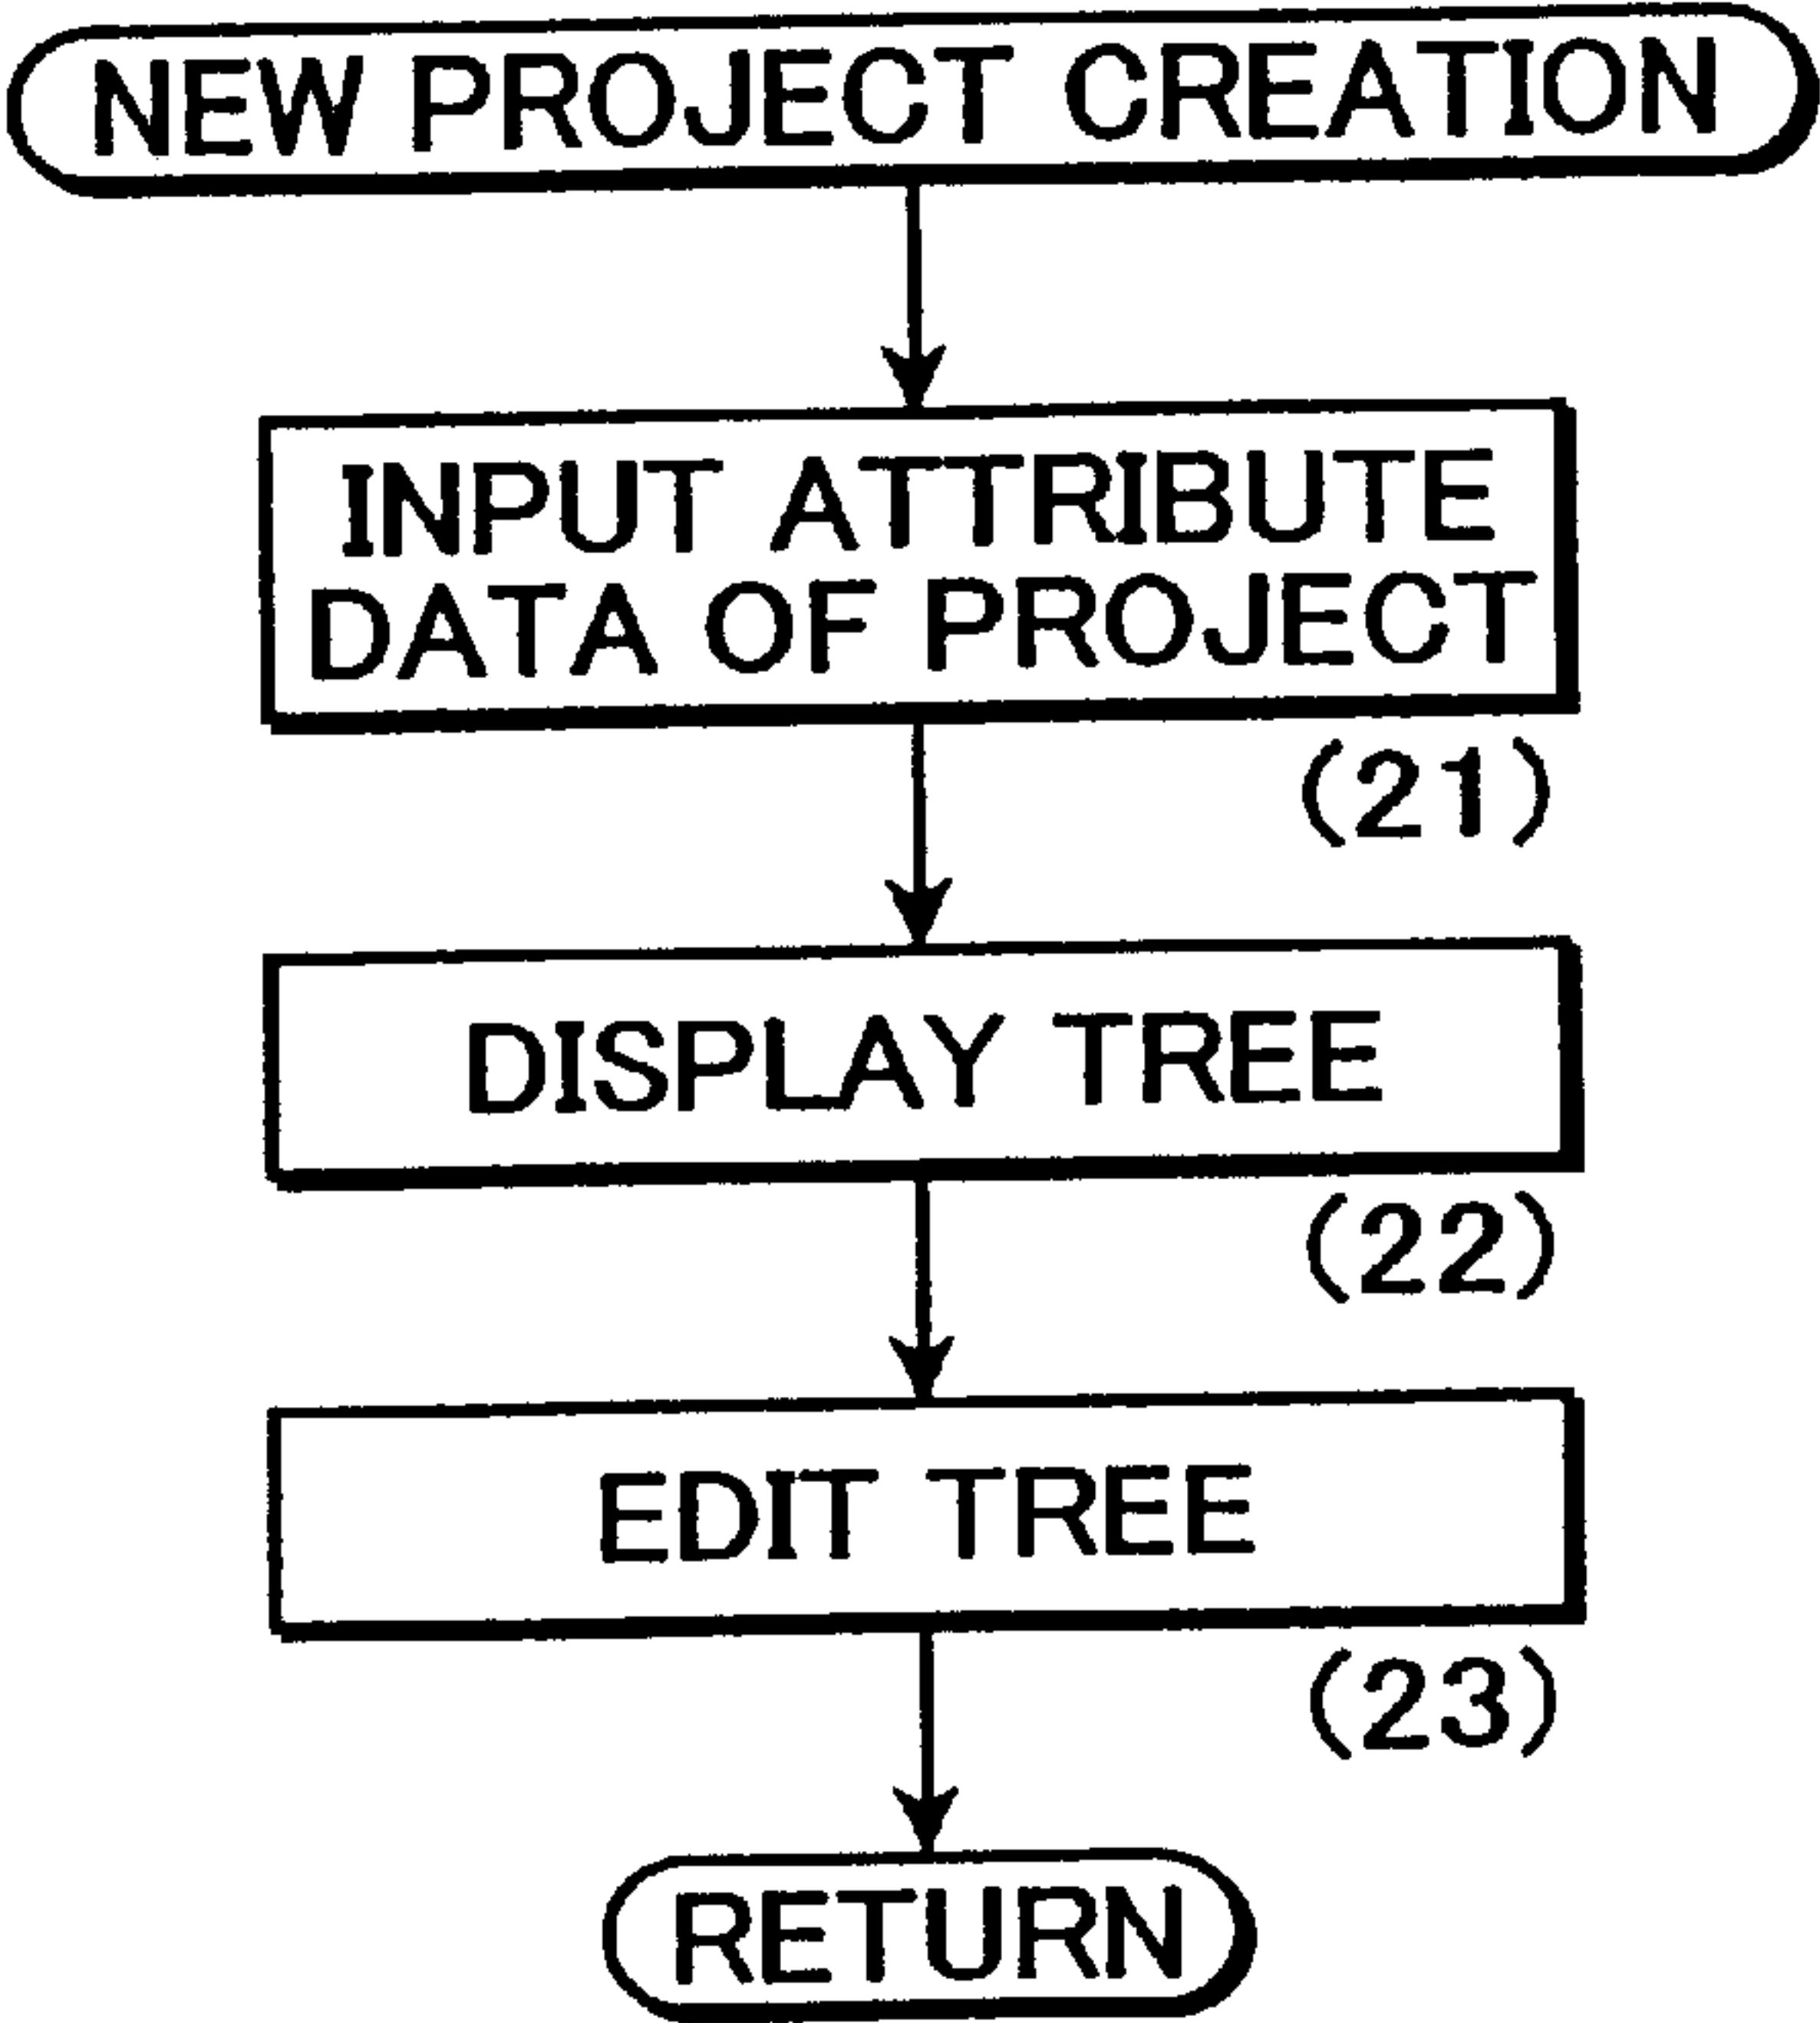 NEW PROJECT CREATION
INPUT ATTRIBUTE
DATA OF PROJECT
(21)
DISPLAY TREE
(22)
EDIT TREE
(23)
RETURN